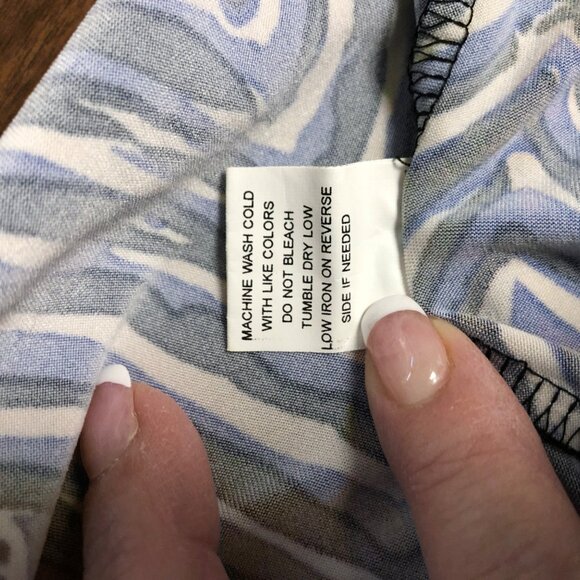 MACHINE WASH COLD
WITH LIKE COLORS
DO NOT BLEACH
TUMBLE DRY LOW
LOW IRON ON REVERSE
SIDE IF NEEDED